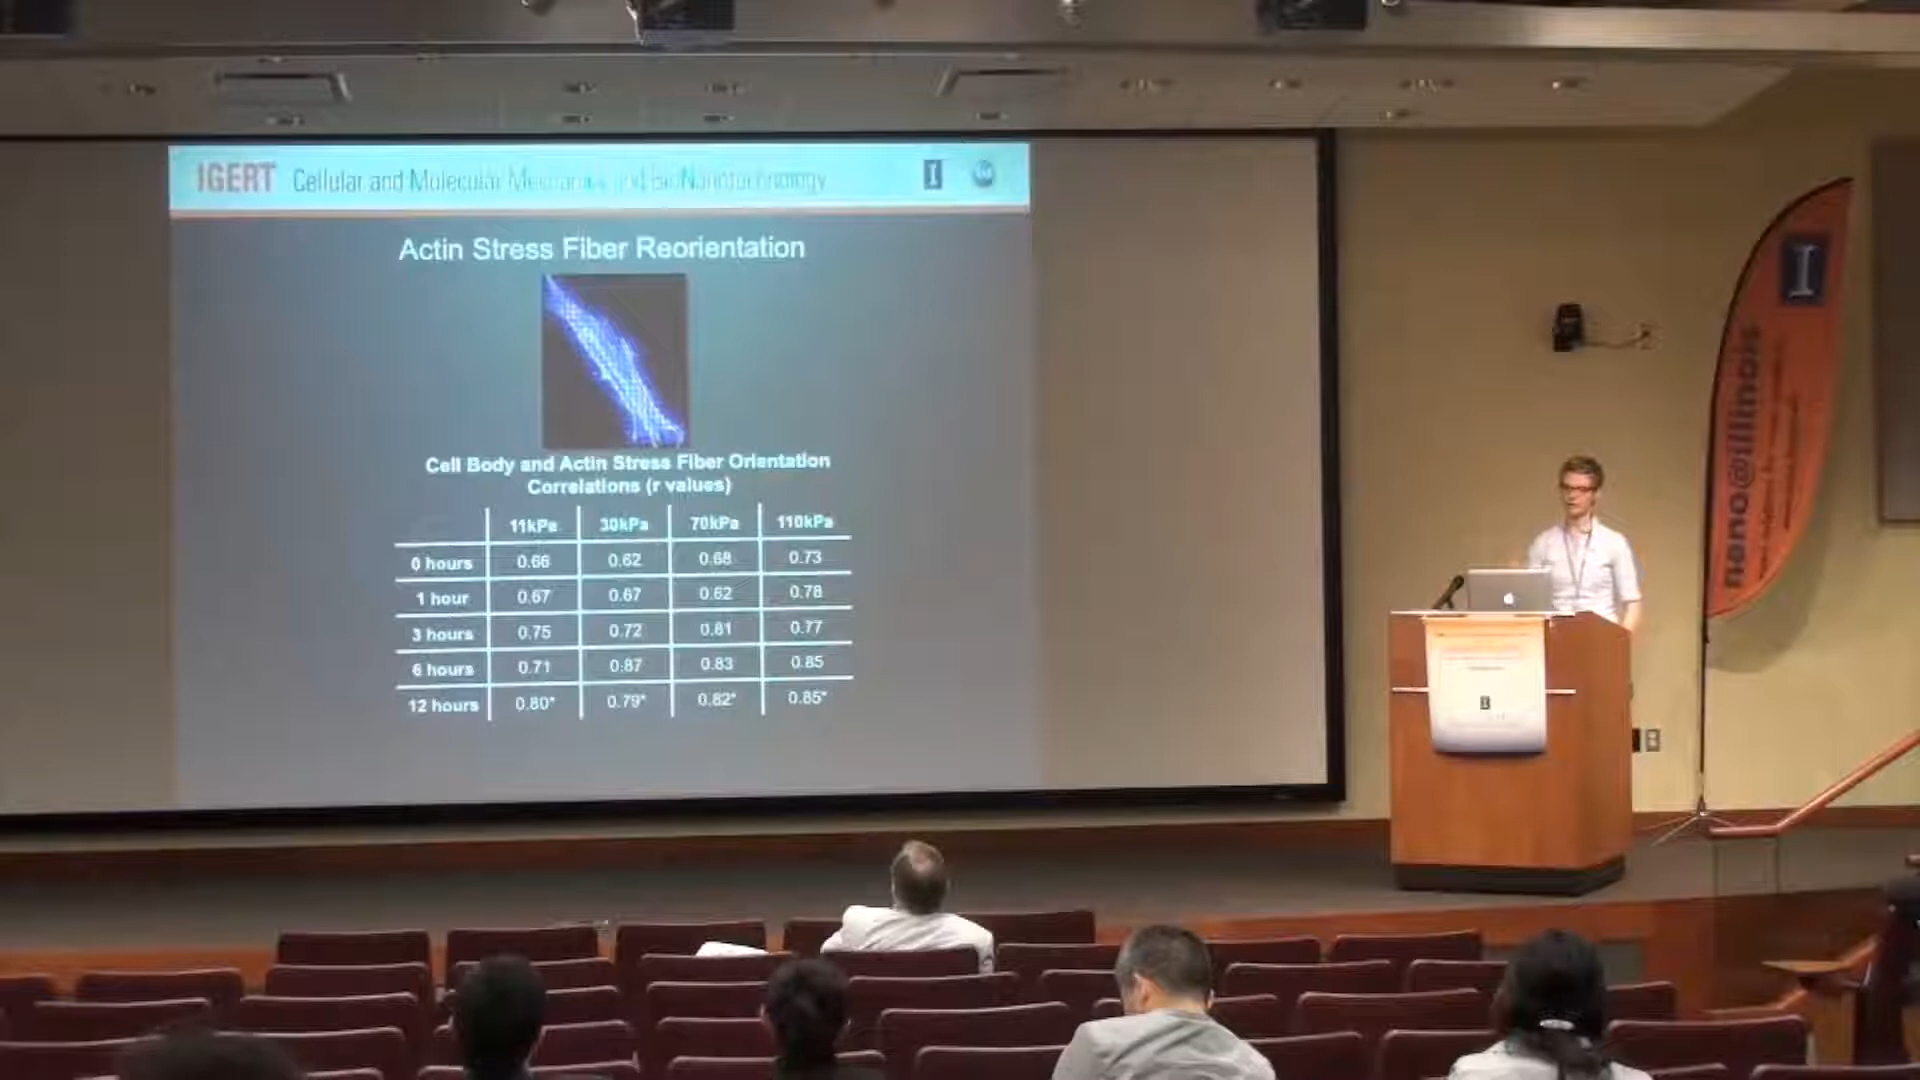 IGERT Cellular and Molecular Mechanics and BioNanotechnology
I
Actin Stress Fiber Reorientation
Cell Body and Actin Stress Fiber Orientation
Correlations (r values)
11kPa 30kPa 70kPa 110kPa
0 hours 0.66 0.62 0.68 0.73
1 hour 0.67 0.67 0.62 0.78
3 hours 0.75 0.72 0.81 0.77
6 hours 0.71 0.87 0.83 0.85
12 hours 0.80* 0.79* 0.82* 0.85*
I
nano@illinois
I